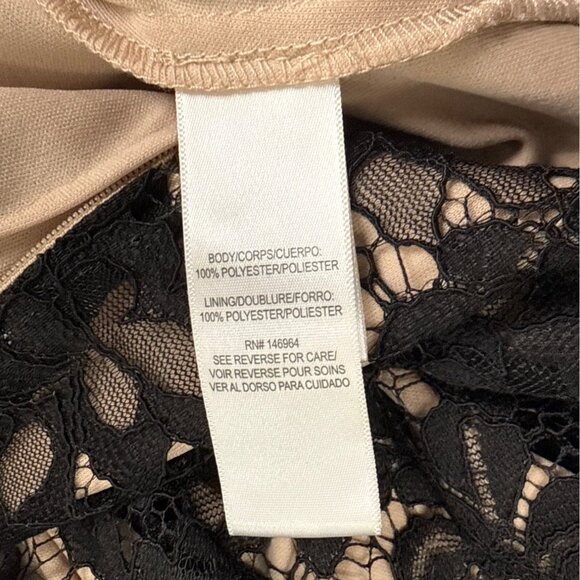 BODY/CORPS/CUERPO:
100% POLYESTER/POLIESTER
LINING/DOUBLURE/FORRO:
100% POLYESTER/POLIESTER
RN# 146964
SEE REVERSE FOR CARE/
VOIR REVERSE POUR SOINS
VER AL DORSO PARA CUIDADO